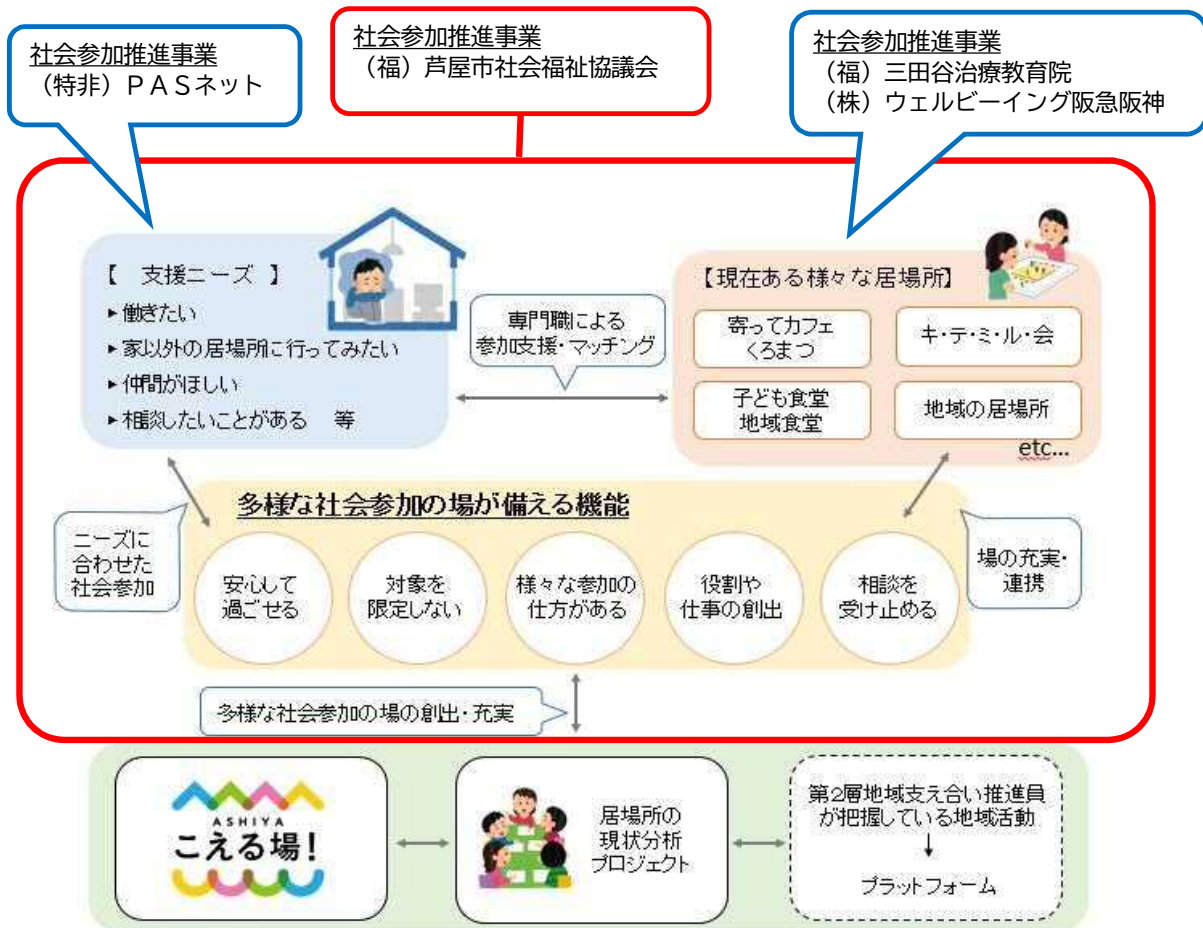 社会参加推進事業
（特非）ＰＡＳネット
社会参加推進事業
（福）芦屋市社会福祉協議会
社会参加推進事業
（福）三田谷治療教育院
（株）ウェルビーイング阪急阪神
【 支援ニーズ 】
▸働きたい
▸家以外の居場所に行ってみたい
▸仲間がほしい
▸相談したいことがある 等
専門職による
参加支援・マッチング
【現在ある様々な居場所】
寄ってカフェ
くろまつ
キ・テ・ミ・ル・会
子ども食堂
地域食堂
地域の居場所
etc...
ニーズに
合わせた
社会参加
多様な社会参加の場が備える機能
安心して
過ごせる
対象を
限定しない
様々な参加の
仕方がある
役割や
仕事の創出
相談を
受け止める
場の充実・
連携
多様な社会参加の場の創出・充実
ASHIYA
こえる場！
居場所の
現状分析
プロジェクト
第２層地域支え合い推進員
が把握している地域活動
プラットフォーム